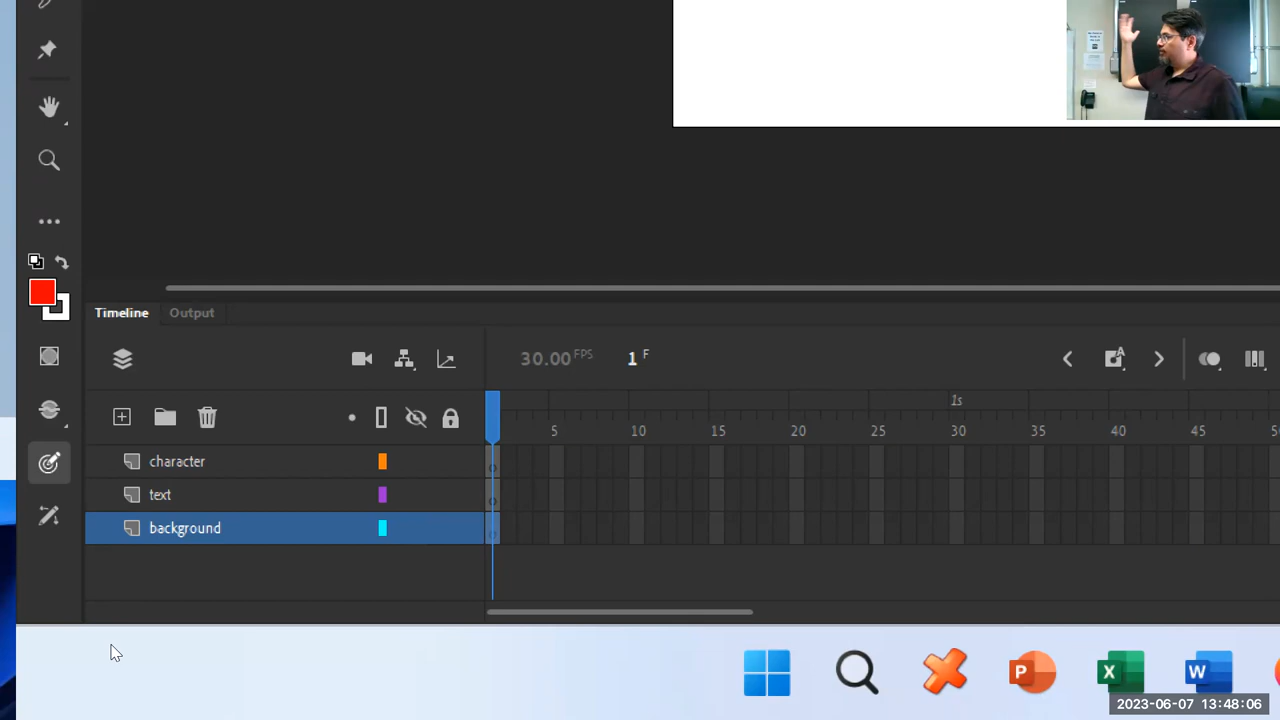 Timeline
Output
30.00 FPS
1 F
1s
5
10
15
20
25
30
35
40
45
character
text
background
P
X
W
2023-06-07 13:48:06